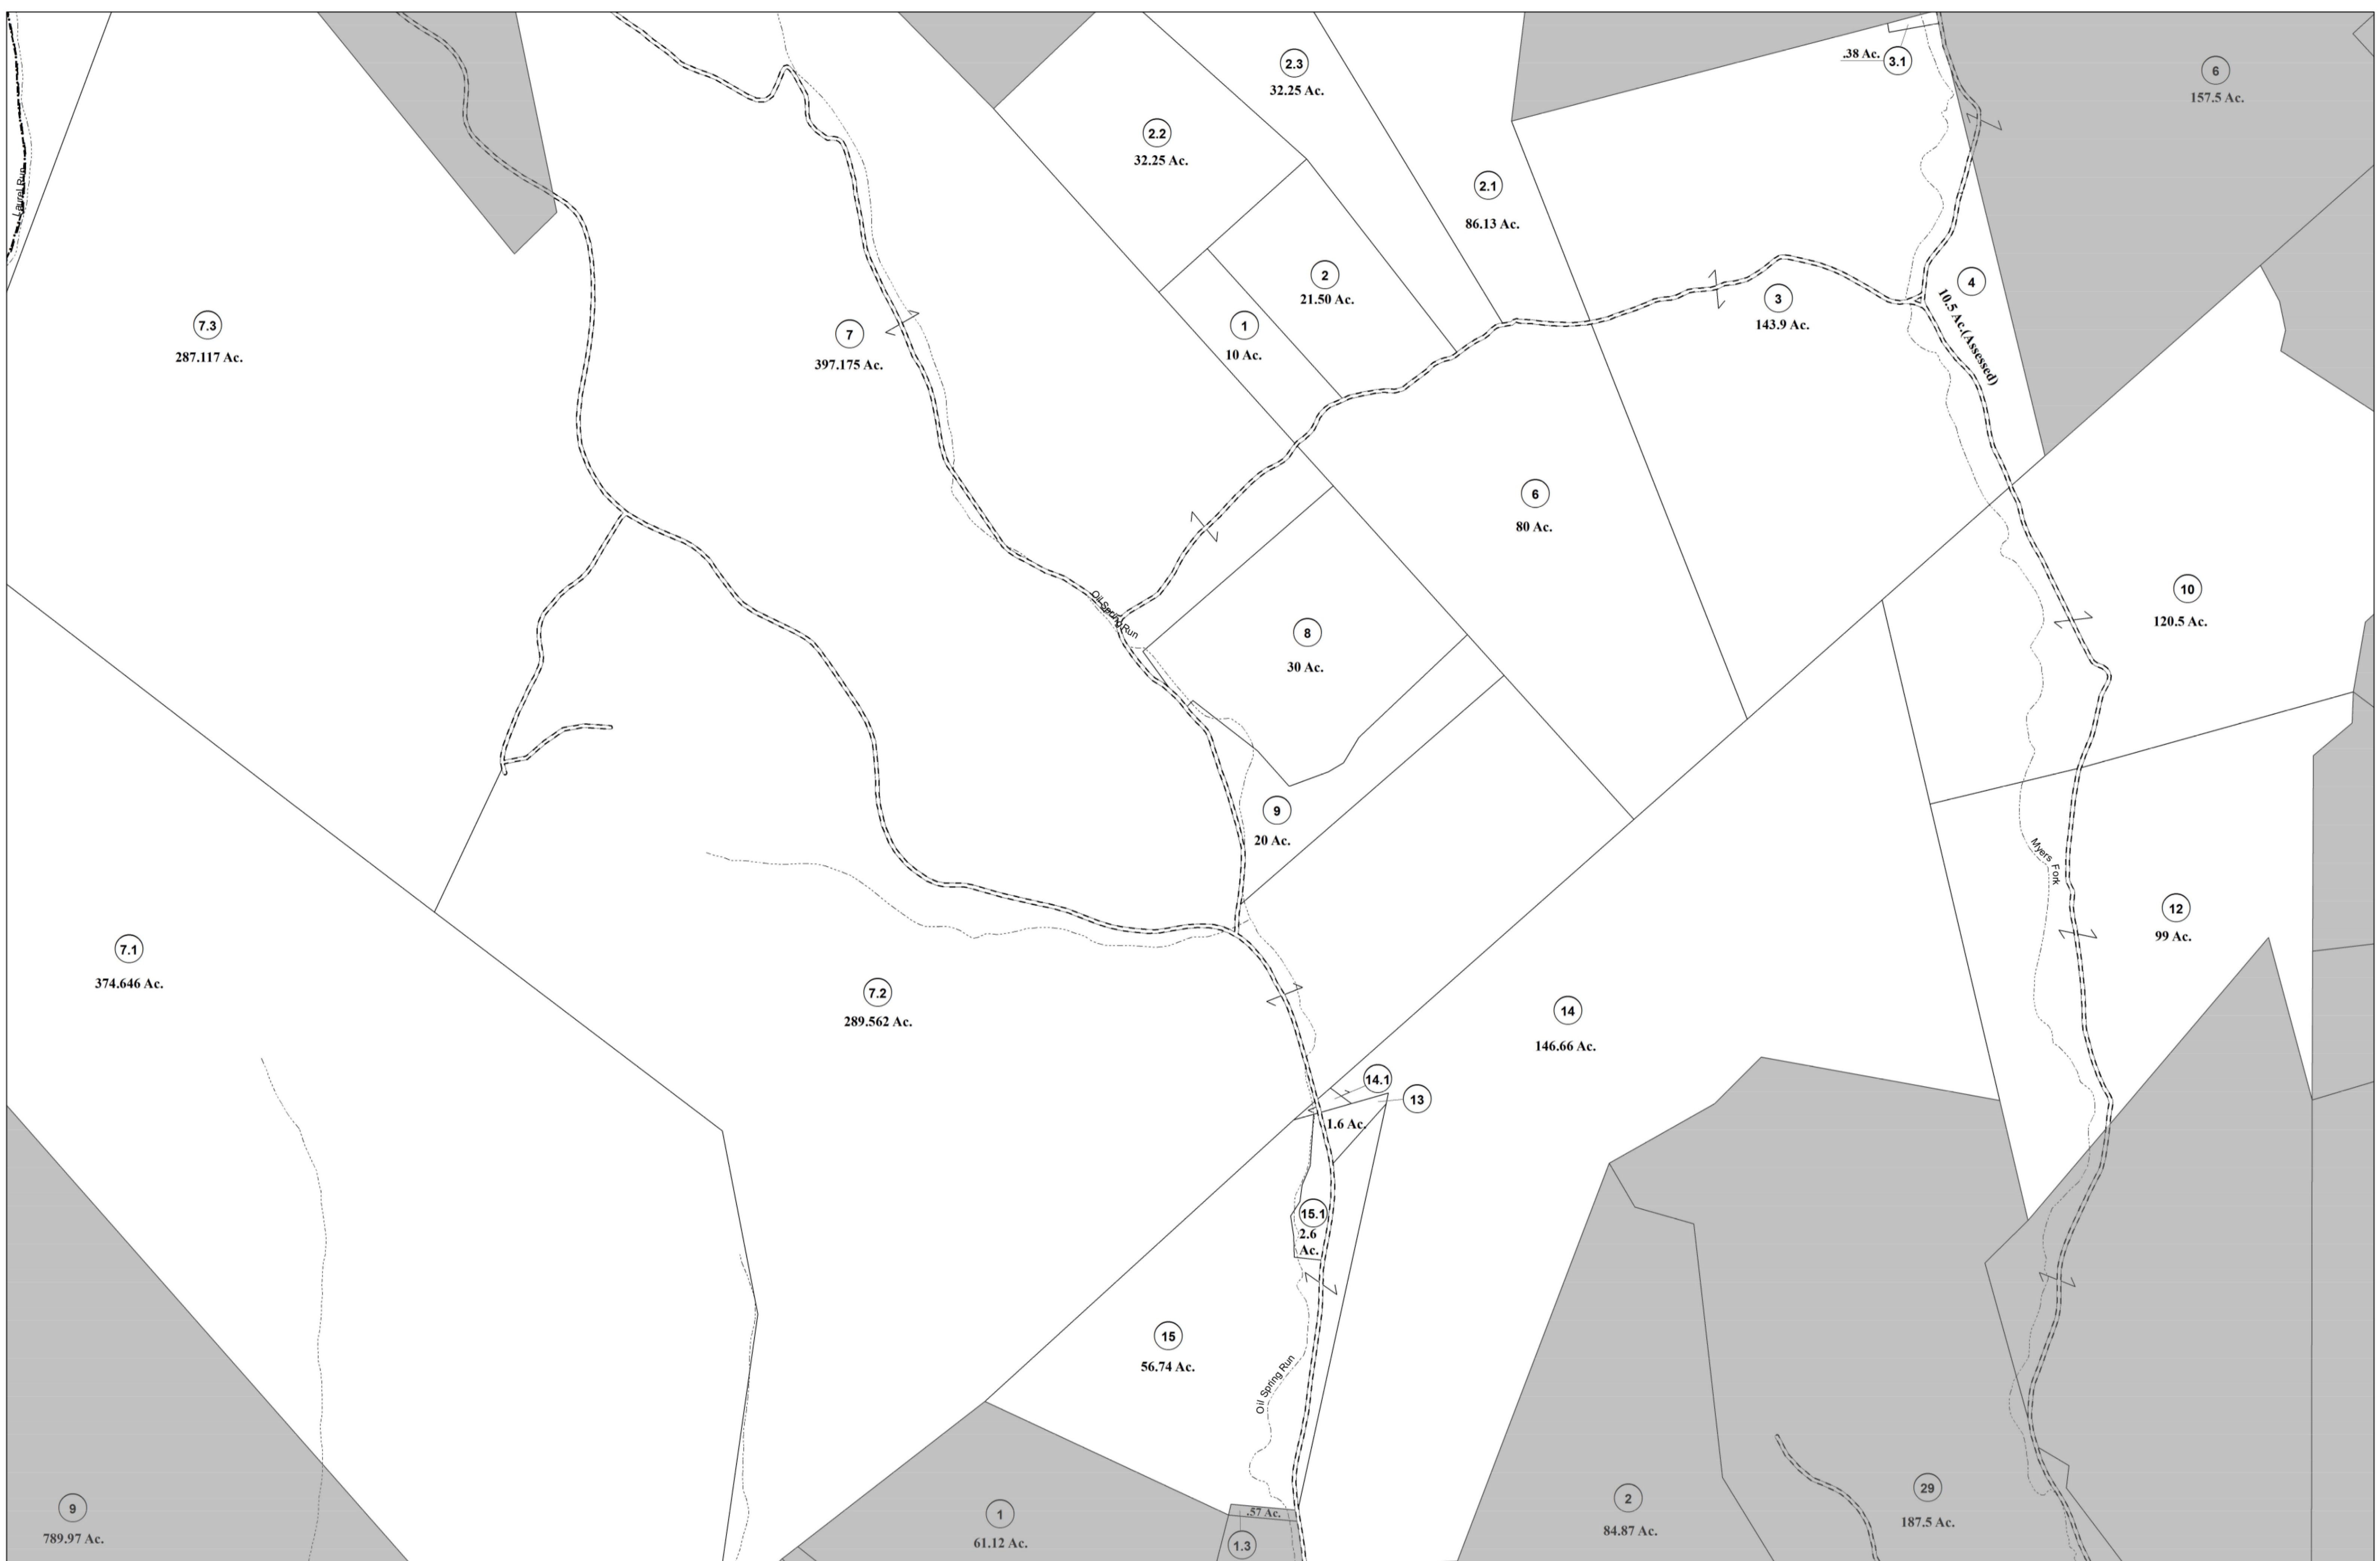 2.3
32.25 Ac.
.38 Ac.
3.1
6
157.5 Ac.
2.2
32.25 Ac.
Laurel Run
2.1
86.13 Ac.
2
21.50 Ac.
4
10.5 Ac.(Assessed)
3
143.9 Ac.
7.3
287.117 Ac.
7
397.175 Ac.
1
10 Ac.
6
80 Ac.
Oil Spring Run
10
120.5 Ac.
8
30 Ac.
9
20 Ac.
Myers Fork
12
99 Ac.
7.1
374.646 Ac.
7.2
289.562 Ac.
14
146.66 Ac.
14.1
13
1.6 Ac.
15.1
2.6
Ac.
15
56.74 Ac.
Oil Spring Run
9
789.97 Ac.
1
61.12 Ac.
.57 Ac.
1.3
2
84.87 Ac.
29
187.5 Ac.